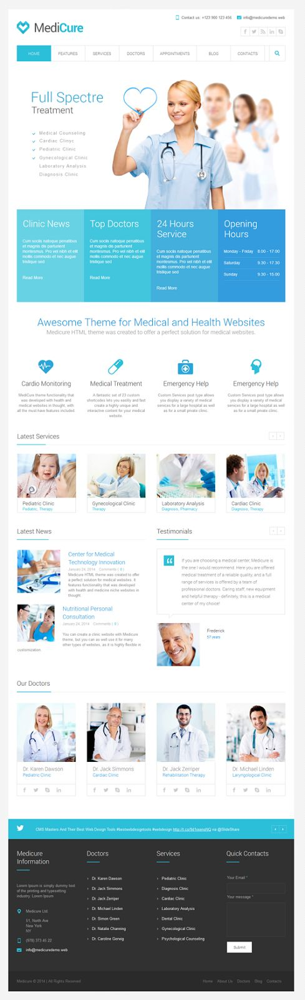 Contact us: +123 900 123 456 info@medicuredemo.web
MediCure
HOME FEATURES SERVICES DOCTORS APPOINTMENTS BLOG CONTACTS
Full Spectre
Treatment
Medical Counseling
Cardiac Clinyc
Pediatric Clinic
Gynecological Clinic
Laboratory Analysis
Diagnosis Clinic
Clinic News
Cum sociis natoque penatibus
et magnis dis parturient
montesmus. Pro vel nibh et elit
mollis commodo et nec augue
tristique sed
Read More
Top Doctors
Cum sociis natoque penatibus
et magnis dis parturient
montesmus. Pro vel nibh et elit
mollis commodo et nec augue
tristique sed
Read More
24 Hours
Service
Cum sociis natoque penatibus
et magnis dis parturient
montesmus. Pro vel nibh et elit
mollis commodo et nec augue
tristique sed
Read More
Opening
Hours
Monday - Friday 8.00 - 17.00
Saturday 9.30 - 17.30
Sunday 9.30 - 15.00
Awesome Theme for Medical and Health Websites
Medicure HTML theme was created to offer a perfect solution for medical websites.
Cardio Monitoring
MediCure theme functionality that
was developed with health and
medical websites in thought, with
all the must-have features included.
Medical Treatment
A fantastic set of 23 custom
shortcodes lets you easily and fast
create a highly unique and
interactive content for your medical
website.
Emergency Help
Custom Services post type allows
you display a variety of medical
services for a large hospital as well
as for a small private clinic.
Emergency Help
Custom Services post type allows
you display a variety of medical
services for a large hospital as well
as for a small private clinic.
Latest Services
Pediatric Clinic
Pediatric, Therapy
Gynecological Clinic
Therapy
Laboratory Analysis
Diagnosis, Pharmacy
Cardiac Clinic
Diagnosis, Therapy
Latest News
Center for Medical
Technology Innovation
January 24, 2014 Comments ( 0 )
Medicure HTML theme was created to offer
a perfect solution for medical websites. It
features functionality that was developed
with health and medicine niche websites in
thought.
Nutritional Personal
Consultation
January 24, 2014 Comments ( 0 )
You can create a clinic website with Medicure
theme, but you can as well use it for many
other types of websites, as it is highly flexible in
customization.
Testimonials
If you are choosing a medical center, Medicure is
the one I would recommend. Here you are offered
medical treatment of a reliable quality, and a full
range of services is offered by a team of
professional doctors. Caring staff, new equipment
and helpful therapy - definitely, this is a medical
center of my choice!
Frederick
57 years
Our Doctors
Dr. Karen Dawson
Pediatric Clinic
Dr. Jack Simmons
Cardiac Clinic
Dr. Jack Zerriper
Rehabilitation Therapy
Dr. Michael Linden
Laryngological Clinic
CMS Masters And Their Best Web Design Tools #bestwebdesigntools #webdesign via @SlideShare
Medicure
Information
Lorem Ipsum is simply dummy text
of the printing and typesetting
industry. Lorem Ipsum
Medicure Ltd.
51, North Ave
New York
NY
(978) 373 45 22
info@medicuredemo.web
Doctors
Dr. Karen Dawson
Dr. Jack Simmons
Dr. Jack Zerriper
Dr. Michael Linden
Dr. Simon Green
Dr. Natalie Channing
Dr. Caroline Gerwig
Services
Pediatric Clinic
Diagnosis Clinic
Cardiac Clinic
Laboratory Analysis
Dental Clinic
Gynecological Clinic
Psychological Counseling
Quick Contacts
Your Email *
Your message *
Submit
Medicure © 2014 | All Rights Reserved
Home About Us Doctors Blog Contacts